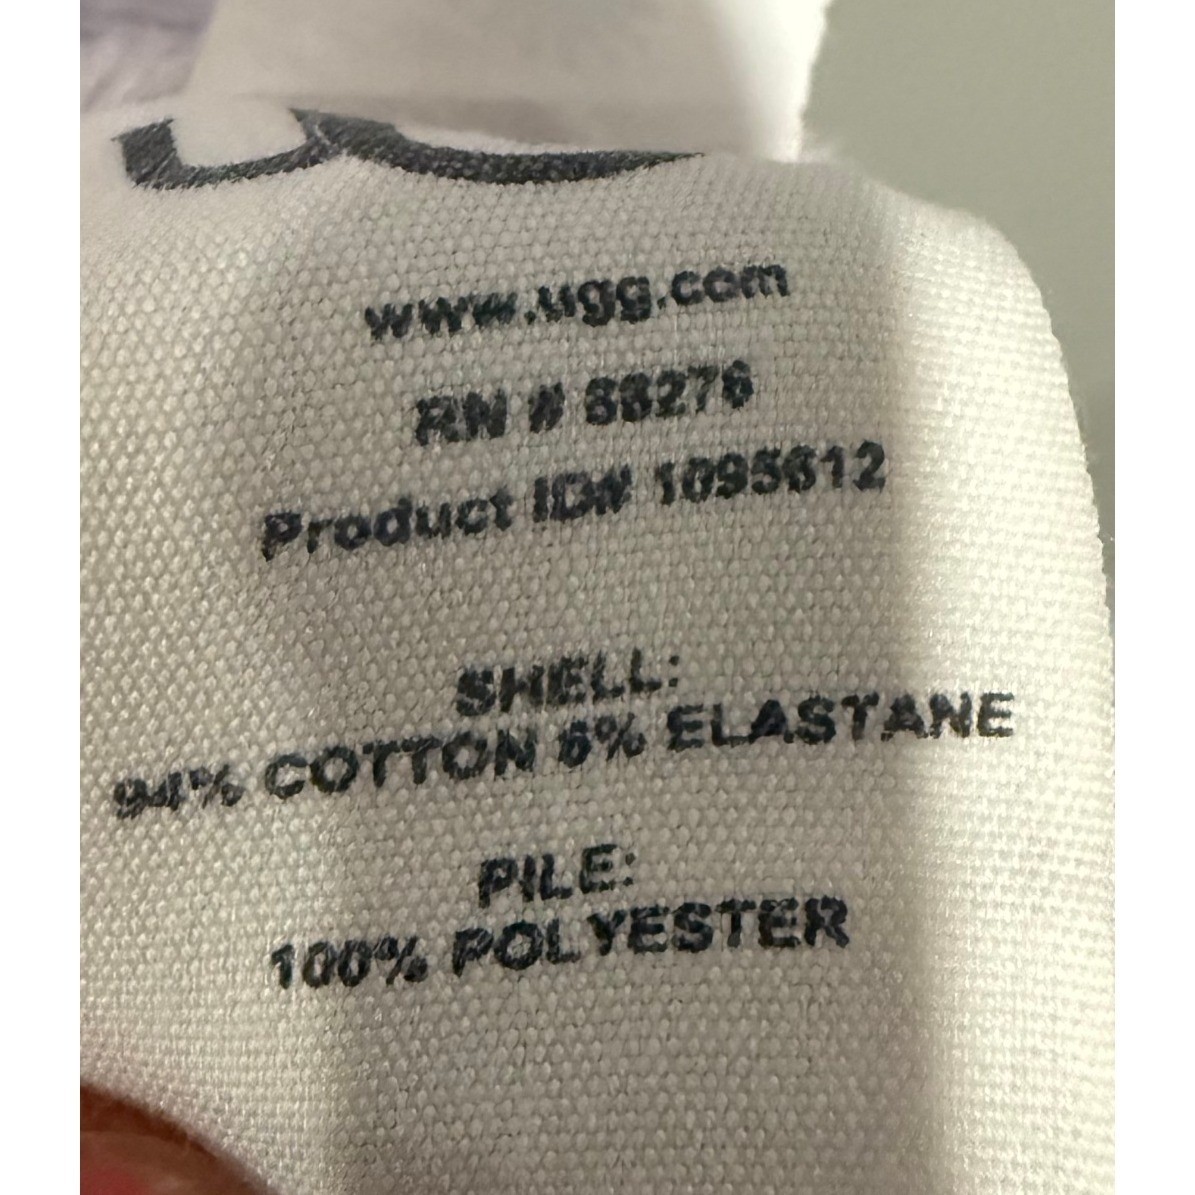 www.ugg.com
RN # 88276
Product ID# 1095612
SHELL:
94% COTTON 6% ELASTANE
PILE:
100% POLYESTER